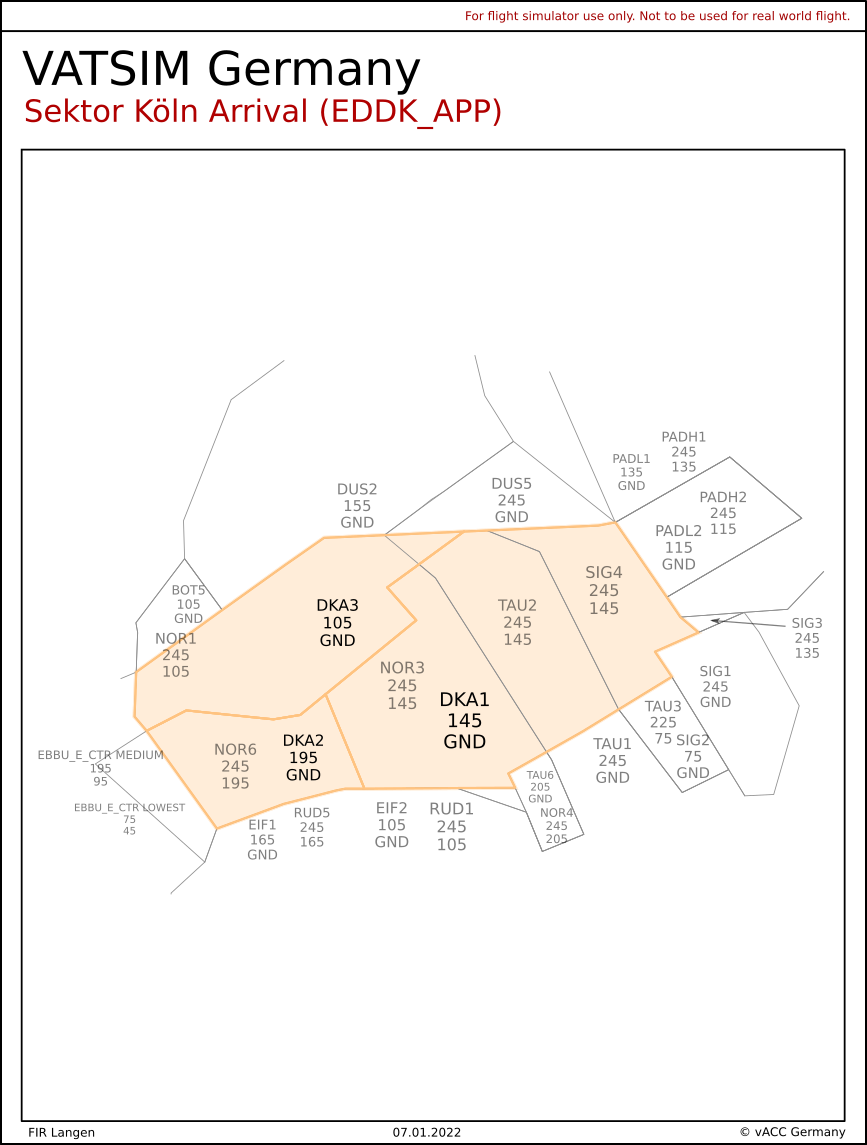 For flight simulator use only. Not to be used for real world flight.
VATSIM Germany
Sektor Köln Arrival (EDDK_APP)
PADH1
245
135
PADL1
135
GND
DUS2
155
GND
DUS5
245
GND
PADH2
245
115
PADL2
115
GND
BOT5
105
GND
NOR1
245
105
DKA3
105
GND
TAU2
245
145
SIG4
245
145
SIG3
245
135
NOR3
245
145
DKA1
145
GND
SIG1
245
GND
TAU3
225
75
SIG2
75
GND
EBBU_E_CTR MEDIUM
195
95
NOR6
245
195
DKA2
195
GND
TAU1
245
GND
EBBU_E_CTR LOWEST
75
45
TAU6
205
GND
NOR4
245
205
EIF1
165
GND
RUD5
245
165
EIF2
105
GND
RUD1
245
105
FIR Langen
07.01.2022
© vACC Germany